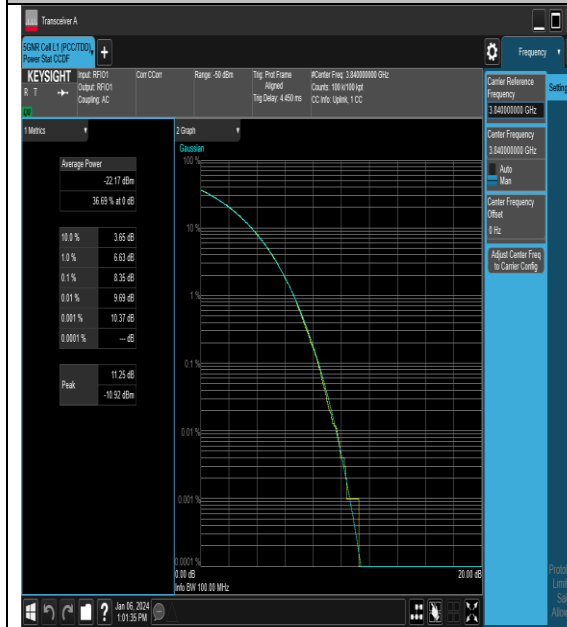 Transceiver A
5GNR Cell L1 (PCC/TDD),
Power Stat CCDF
Frequency
KEYSIGHT
R T
Input: RFIO1
Output: RFIO1
Coupling: AC
Corr CCorr
Range: -50 dBm
Trig: Prot Frame
Aligned
Trig Delay: 4.450 ms
#Center Freq: 3.840000000 GHz
Counts: 100 k/100 kpt
CC Info: Uplink, 1 CC
Carrier Reference
Frequency
3.840000000 GHz
Setting
Center Frequency
3.840000000 GHz
Auto
Man
Center Frequency
Offset
0 Hz
Adjust Center Freq
to Carrier Config
1 Metrics
Average Power
-22.17 dBm
36.69 % at 0 dB
10.0 % 3.65 dB
1.0 % 6.63 dB
0.1 % 8.35 dB
0.01 % 9.69 dB
0.001 % 10.37 dB
0.0001 % --- dB
Peak
11.25 dB
-10.92 dBm
2 Graph
Gaussian
100 %
10 %
1 %
0.1 %
0.01 %
0.001 %
0.0001 %
0.00 dB
20.00 dB
Info BW 100.00 MHz
Jan 06, 2024
1:01:35 PM